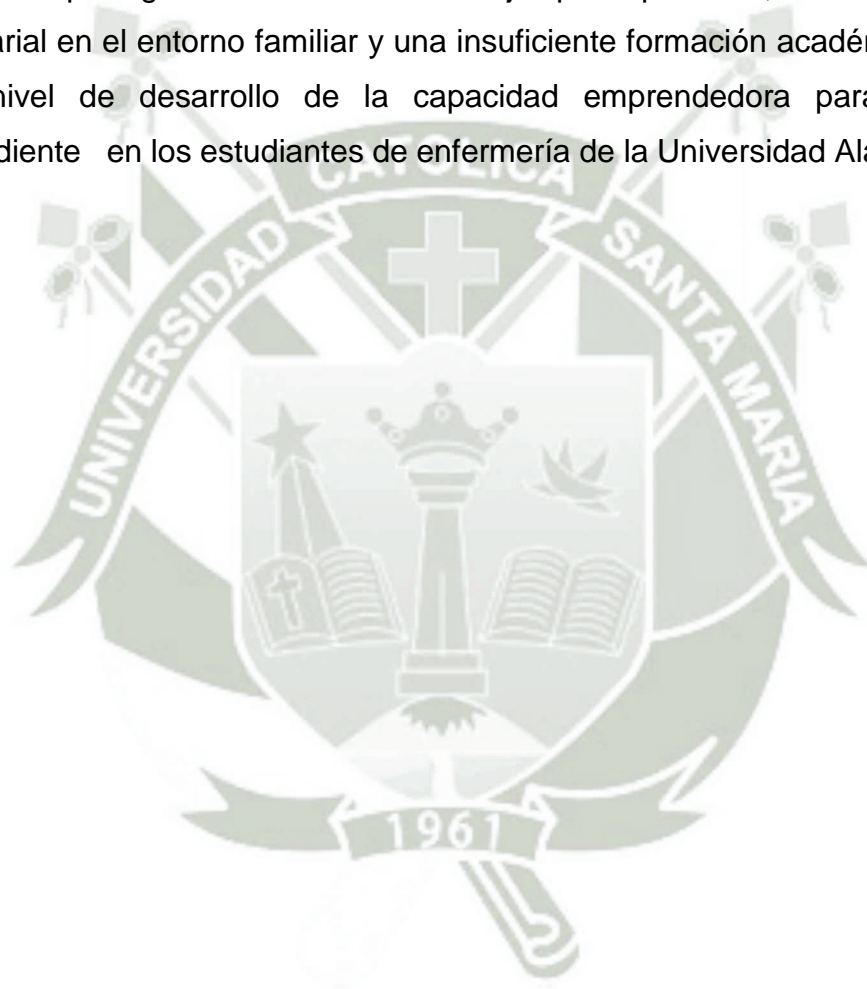 arial en el entorno familiar y una insuficiente formación acadé
nivel de desarrollo de la capacidad emprendedora para
diente en los estudiantes de enfermería de la Universidad Ala
UNIVERSIDAD CATOLICA SANTA MARIA
1961